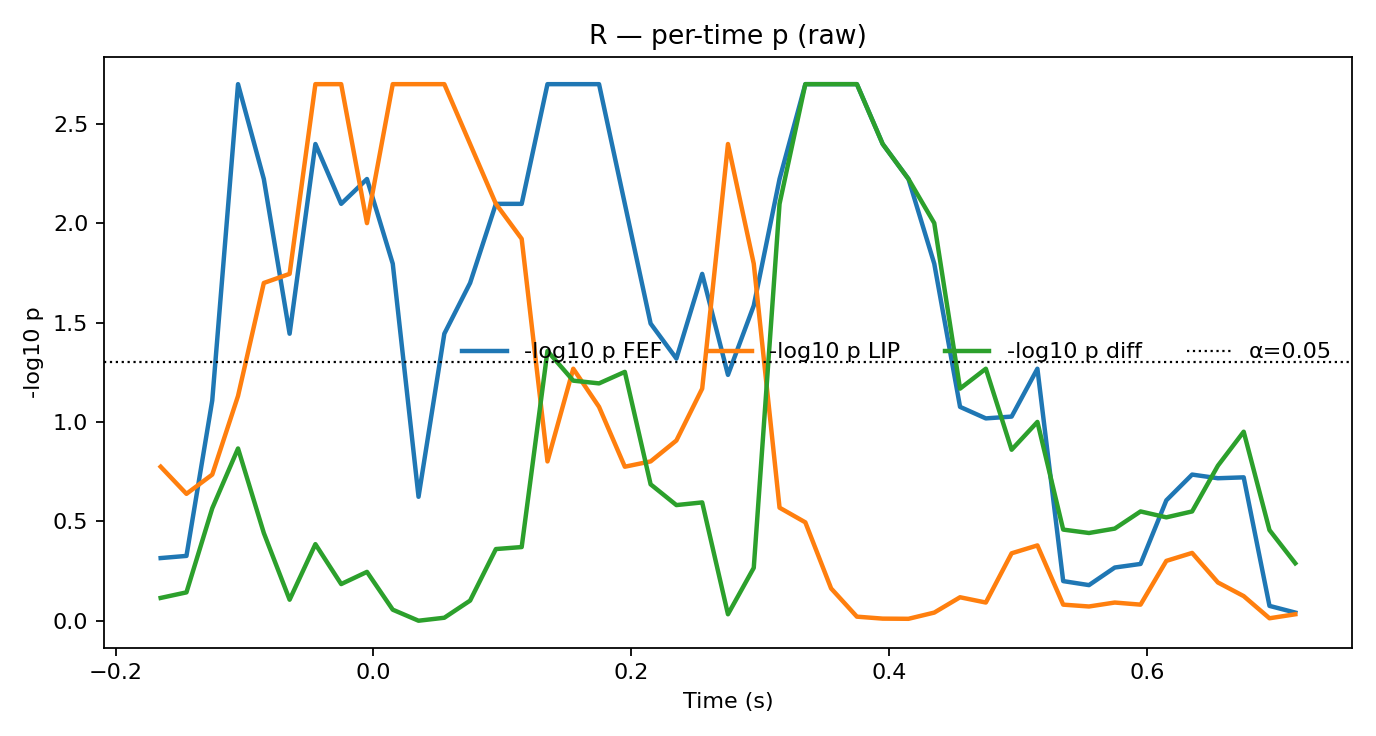 R — per-time p (raw)
-log10 p
2.5
2.0
1.5
1.0
0.5
0.0
-log10 p FEF -log10 p LIP -log10 p diff α=0.05
−0.2 0.0 0.2 0.4 0.6
Time (s)